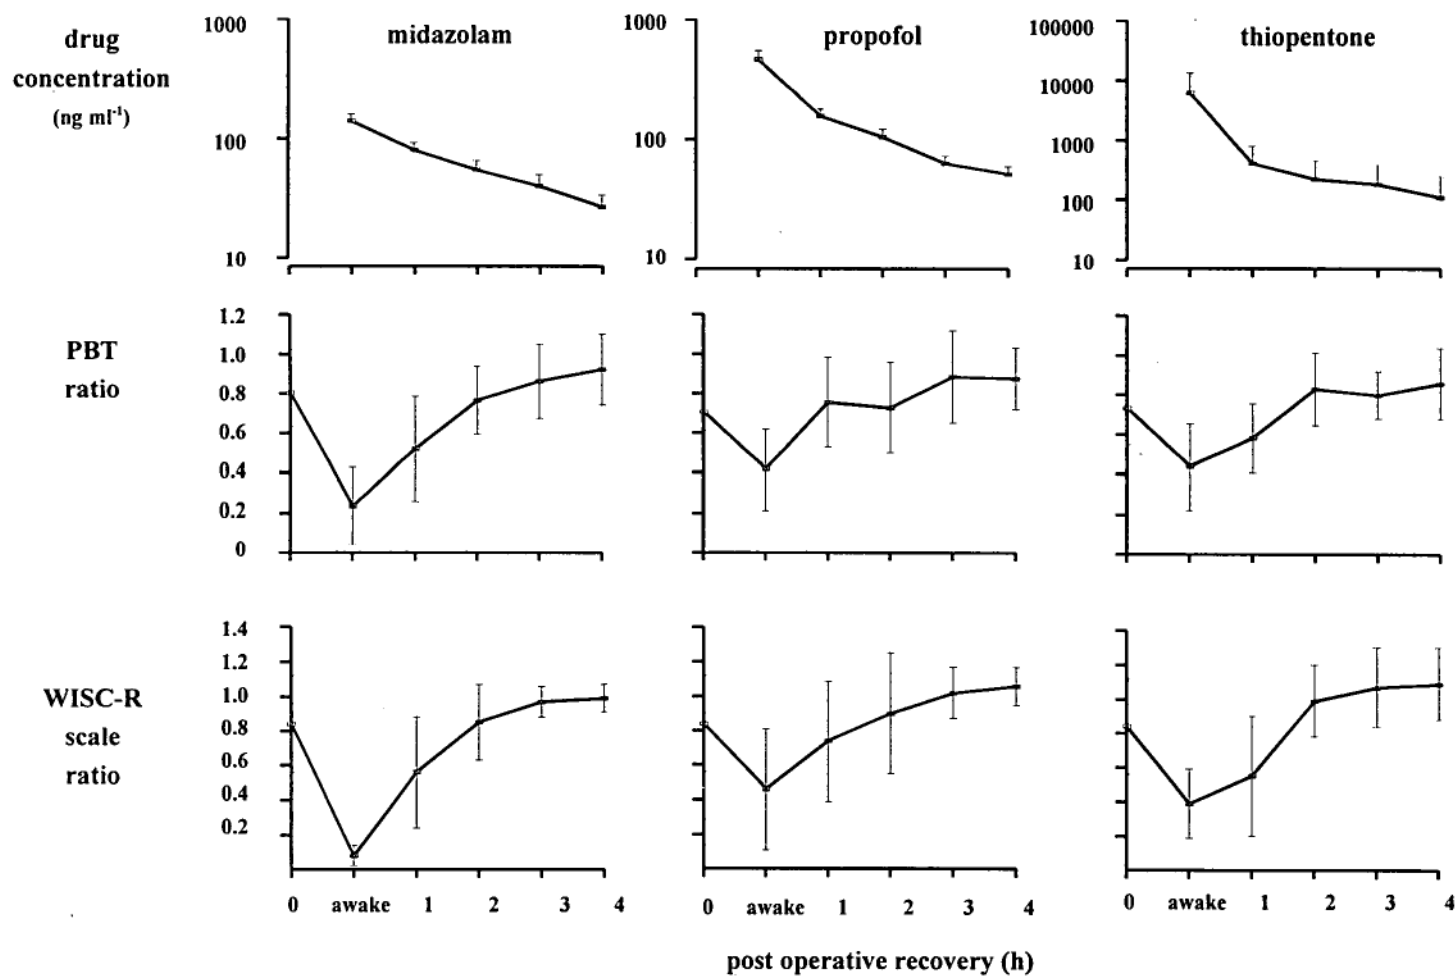 drug
concentration
(ng ml⁻¹)
midazolam
1000
100
10
propofol
1000
100
10
thiopentone
100000
10000
1000
100
10
PBT
ratio
1.2
1.0
0.8
0.6
0.4
0.2
0
WISC-R
scale
ratio
1.4
1.2
1.0
0.8
0.6
0.4
0.2
0 awake 1 2 3 4
0 awake 1 2 3 4
0 awake 1 2 3 4
post operative recovery (h)